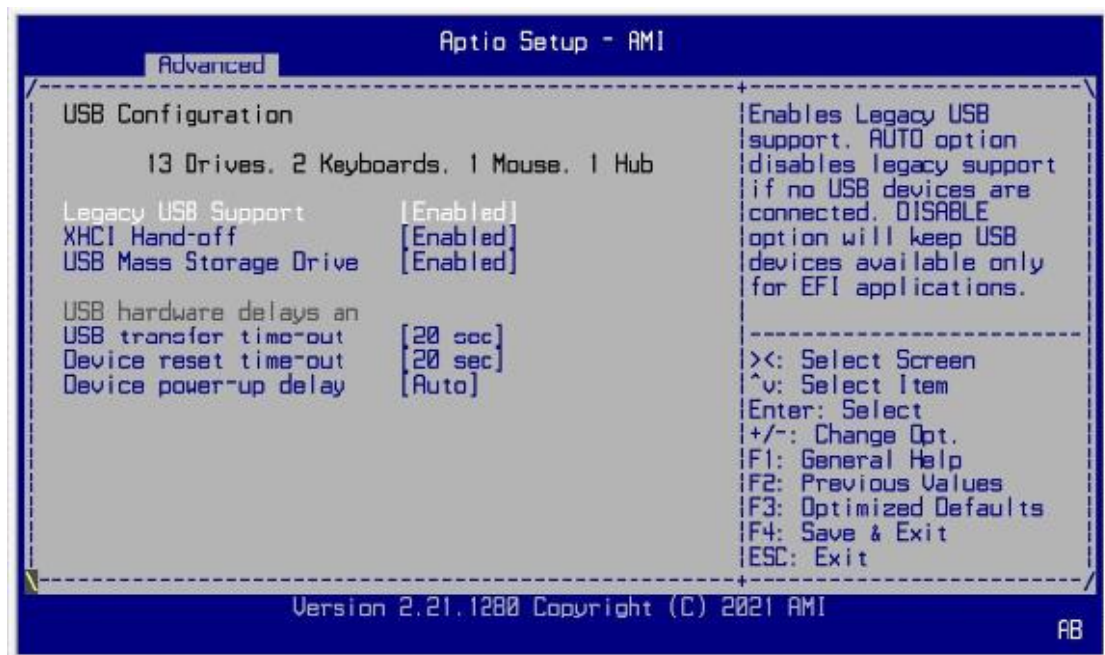 Aptio Setup - AMI
Advanced
USB Configuration
13 Drives, 2 Keyboards, 1 Mouse, 1 Hub
Legacy USB Support [Enabled]
XHCI Hand-off [Enabled]
USB Mass Storage Drive [Enabled]
USB hardware delays an
USB transfer time-out [20 sec]
Device reset time-out [20 sec]
Device power-up delay [Auto]
Enables Legacy USB
support. AUTO option
disables legacy support
if no USB devices are
connected. DISABLE
option will keep USB
devices available only
for EFI applications.
><: Select Screen
^v: Select Item
Enter: Select
+/-: Change Opt.
F1: General Help
F2: Previous Values
F3: Optimized Defaults
F4: Save & Exit
ESC: Exit
Version 2.21.1280 Copyright (C) 2021 AMI
AB